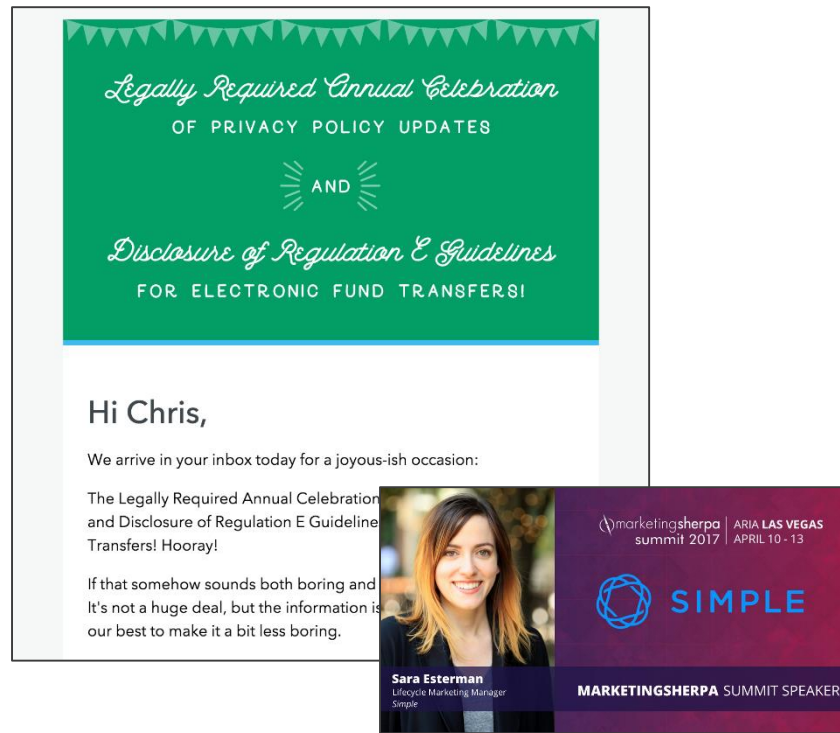 Legally Required Annual Celebration
OF PRIVACY POLICY UPDATES
AND
Disclosure of Regulation E Guidelines
FOR ELECTRONIC FUND TRANSFERS!
Hi Chris,
We arrive in your inbox today for a joyous-ish occasion:
The Legally Required Annual Celebration
and Disclosure of Regulation E Guideline
Transfers! Hooray!
If that somehow sounds both boring and
It's not a huge deal, but the information is
our best to make it a bit less boring.
marketingsherpa
summit 2017
ARIA LAS VEGAS
APRIL 10 - 13
SIMPLE
Sara Esterman
Lifecycle Marketing Manager
Simple
MARKETINGSHERPA SUMMIT SPEAKER